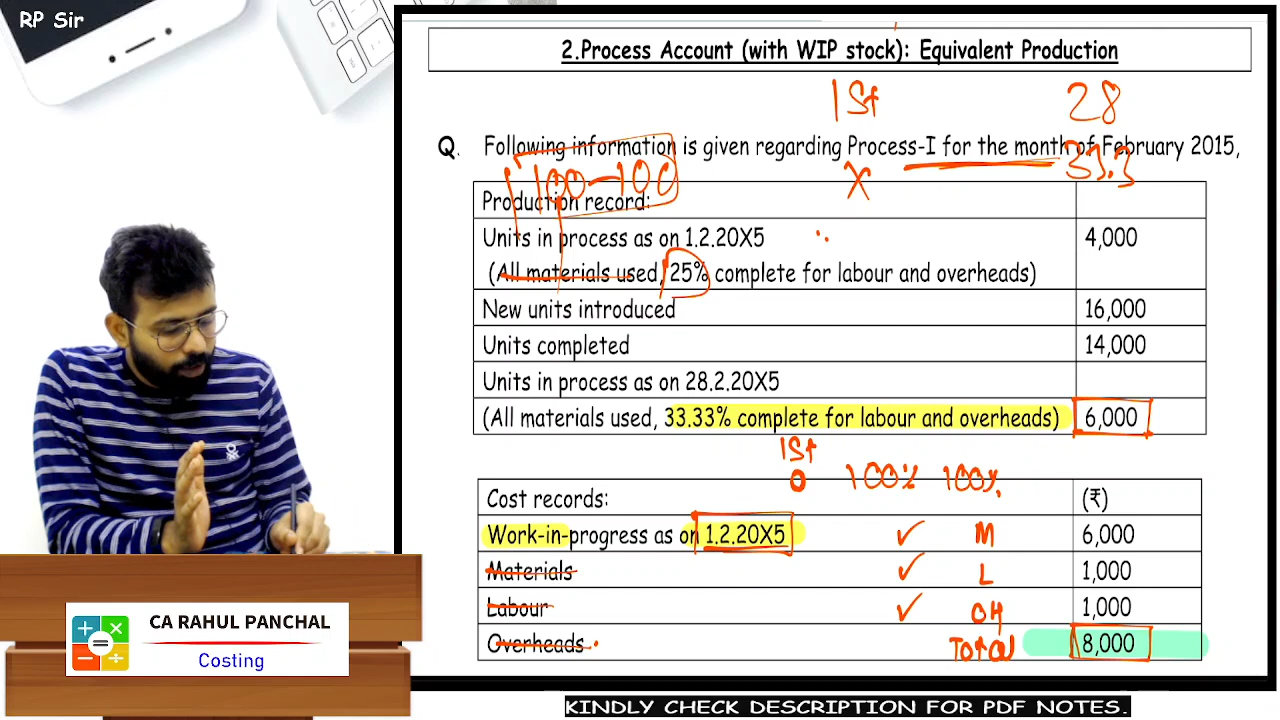 RP Sir
2.Process Account (with WIP stock): Equivalent Production
1St 28
Q. Following information is given regarding Process-I for the month of February 2015,
100-100 X 33.3
Production record:
Units in process as on 1.2.20X5 4,000
(All materials used, 25% complete for labour and overheads)
New units introduced 16,000
Units completed 14,000
Units in process as on 28.2.20X5
(All materials used, 33.33% complete for labour and overheads) 6,000
1St
0 100% 100%
Cost records: (₹)
Work-in-progress as on 1.2.20X5 ✓ M 6,000
Materials ✓ L 1,000
Labour ✓ OH 1,000
Overheads Total 8,000
CA RAHUL PANCHAL
Costing
KINDLY CHECK DESCRIPTION FOR PDF NOTES.